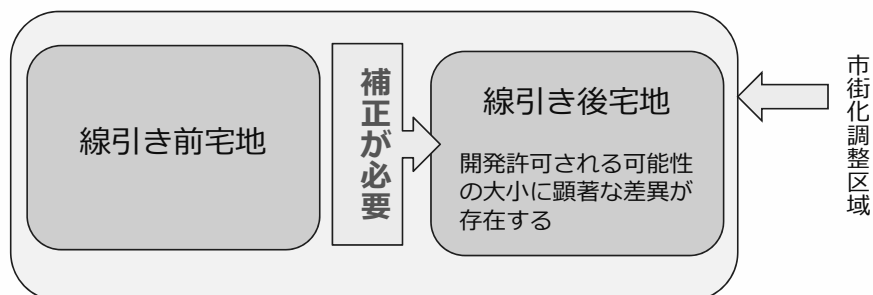 線引き前宅地
補正が必要
線引き後宅地
開発許可される可能性
の大小に顕著な差異が
存在する
市街化調整区域